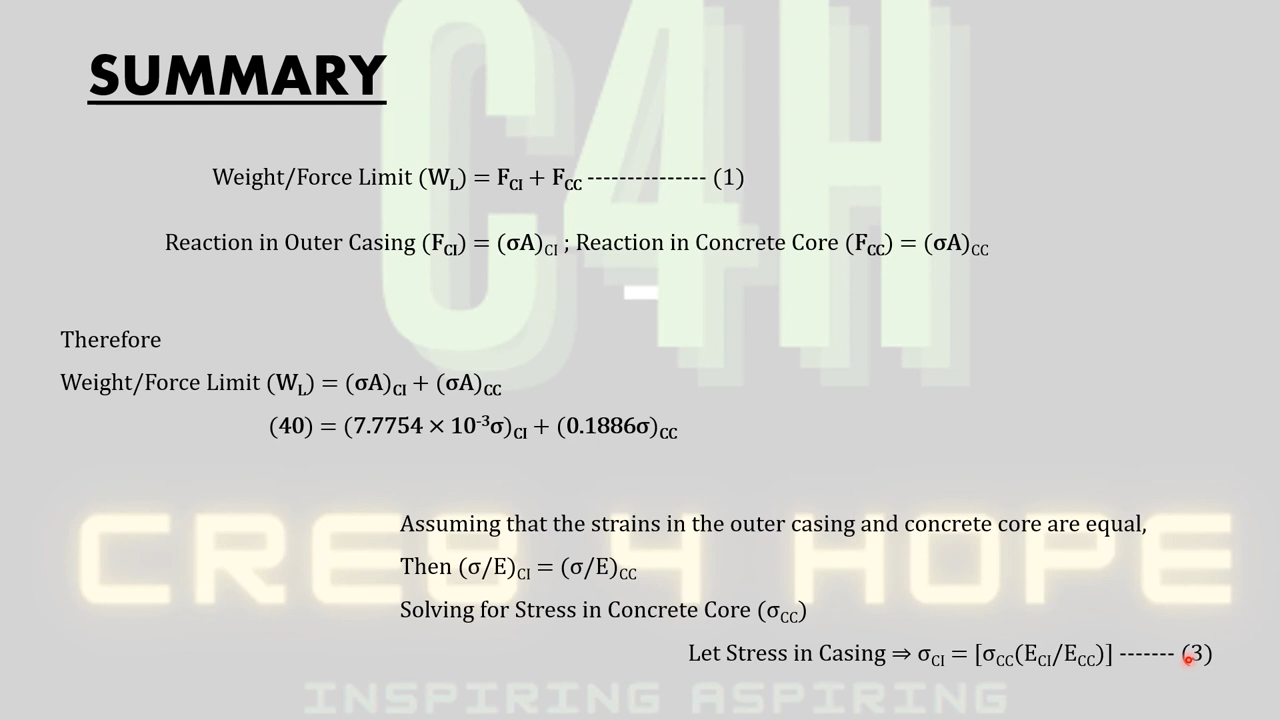 SUMMARY
Weight/Force Limit (W_L) = F_CI + F_CC --------------- (1)
Reaction in Outer Casing (F_CI) = (σA)_CI ; Reaction in Concrete Core (F_CC) = (σA)_CC
Therefore
Weight/Force Limit (W_L) = (σA)_CI + (σA)_CC
(40) = (7.7754 × 10⁻³σ)_CI + (0.1886σ)_CC
Assuming that the strains in the outer casing and concrete core are equal,
Then (σ/E)_CI = (σ/E)_CC
Solving for Stress in Concrete Core (σ_CC)
Let Stress in Casing ⇒ σ_CI = [σ_CC(E_CI/E_CC)] ------- (3)
C4H
CRE8 4 HOPE
INSPIRING ASPIRING